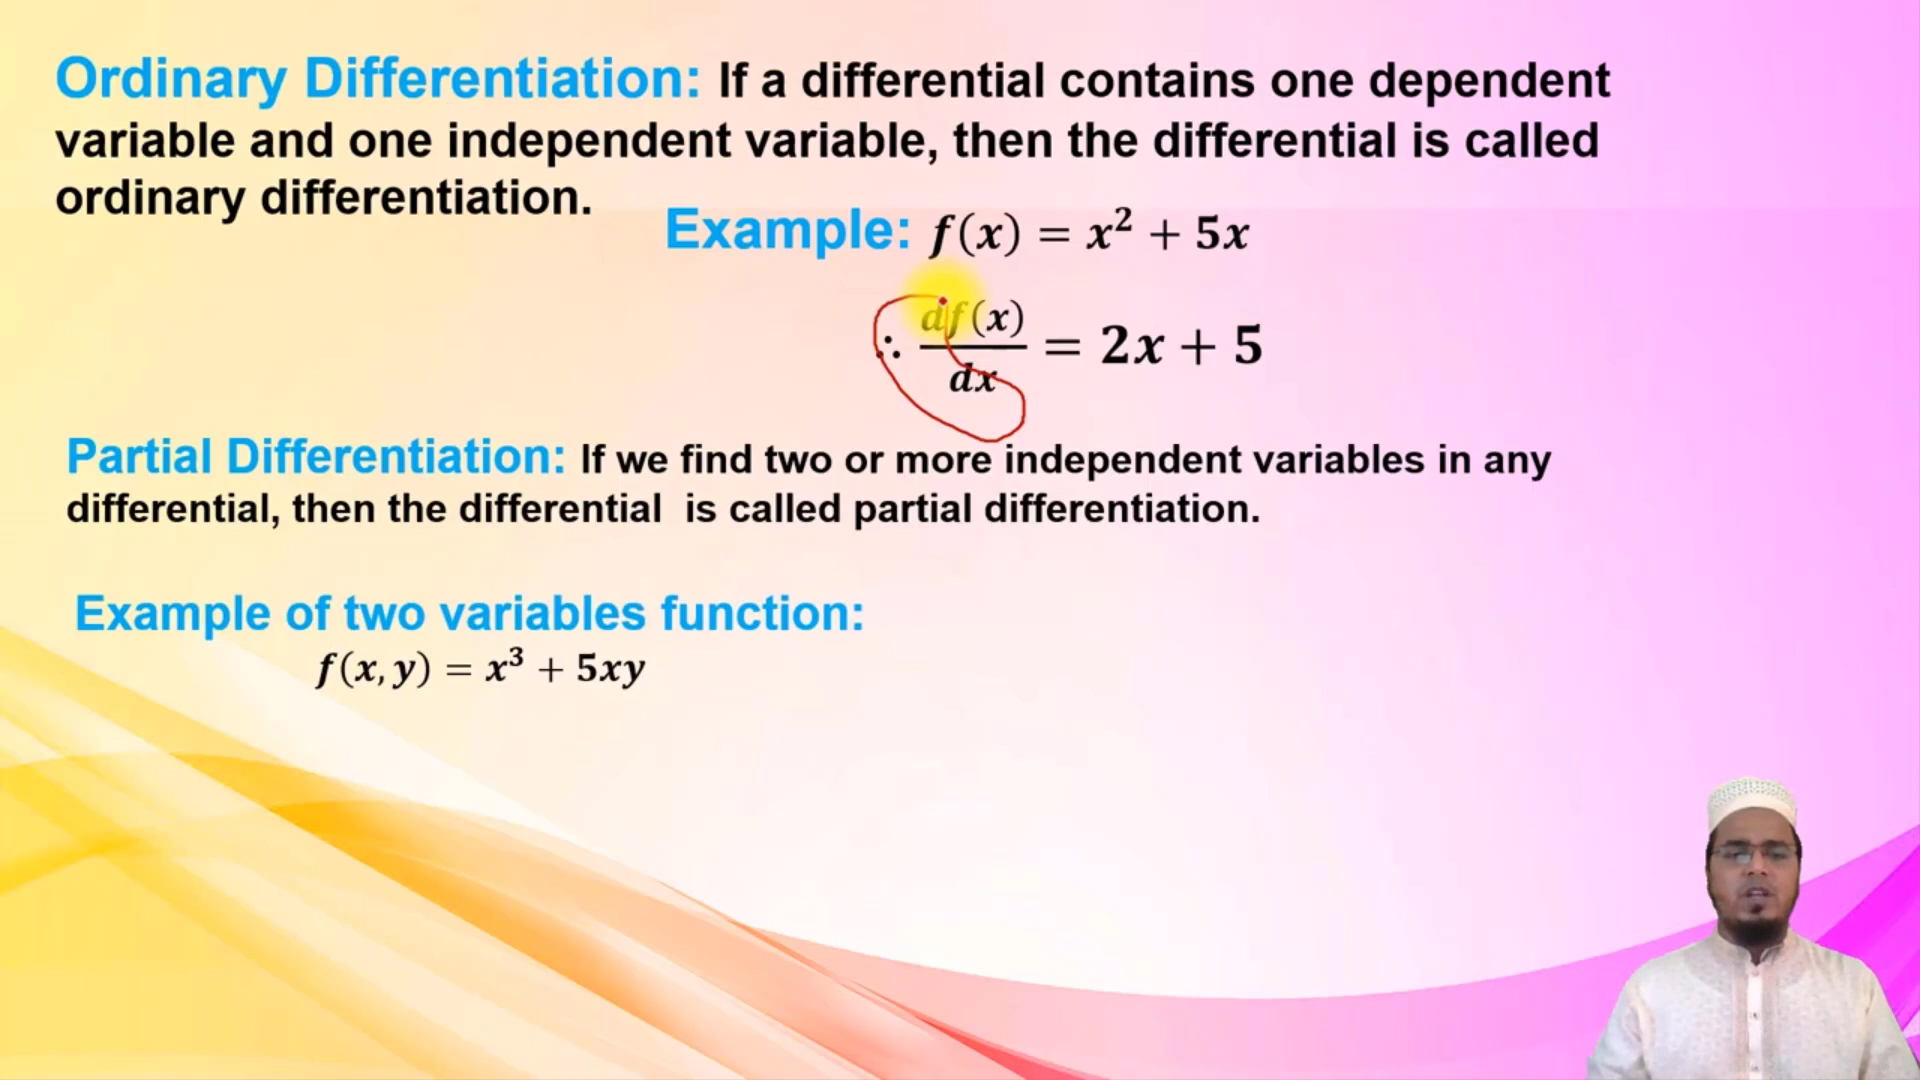 Ordinary Differentiation: If a differential contains one dependent
variable and one independent variable, then the differential is called
ordinary differentiation.
Example: f(x) = x² + 5x
∴ df(x)/dx = 2x + 5
Partial Differentiation: If we find two or more independent variables in any
differential, then the differential is called partial differentiation.
Example of two variables function:
f(x, y) = x³ + 5xy